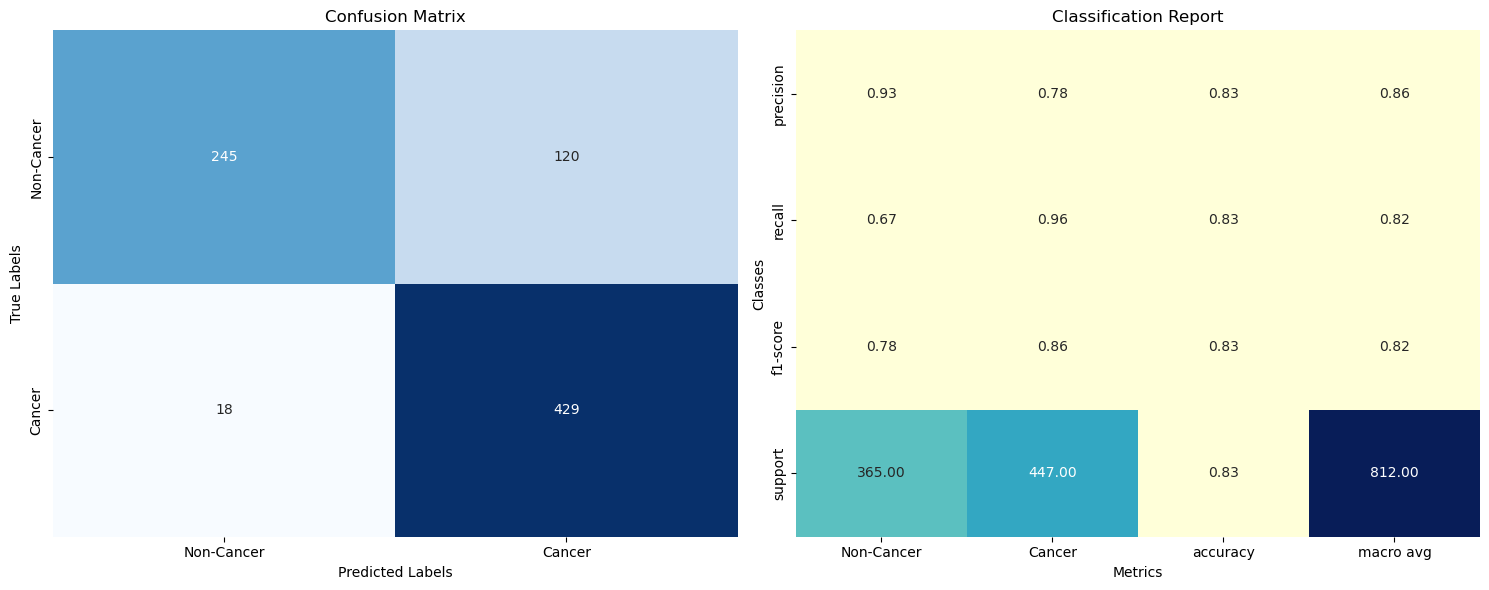 Confusion Matrix
Non-Cancer
245
120
Cancer
18
429
True Labels
Non-Cancer
Cancer
Predicted Labels
Classification Report
precision
0.93
0.78
0.83
0.86
recall
0.67
0.96
0.83
0.82
f1-score
0.78
0.86
0.83
0.82
support
365.00
447.00
0.83
812.00
Classes
Non-Cancer
Cancer
accuracy
macro avg
Metrics